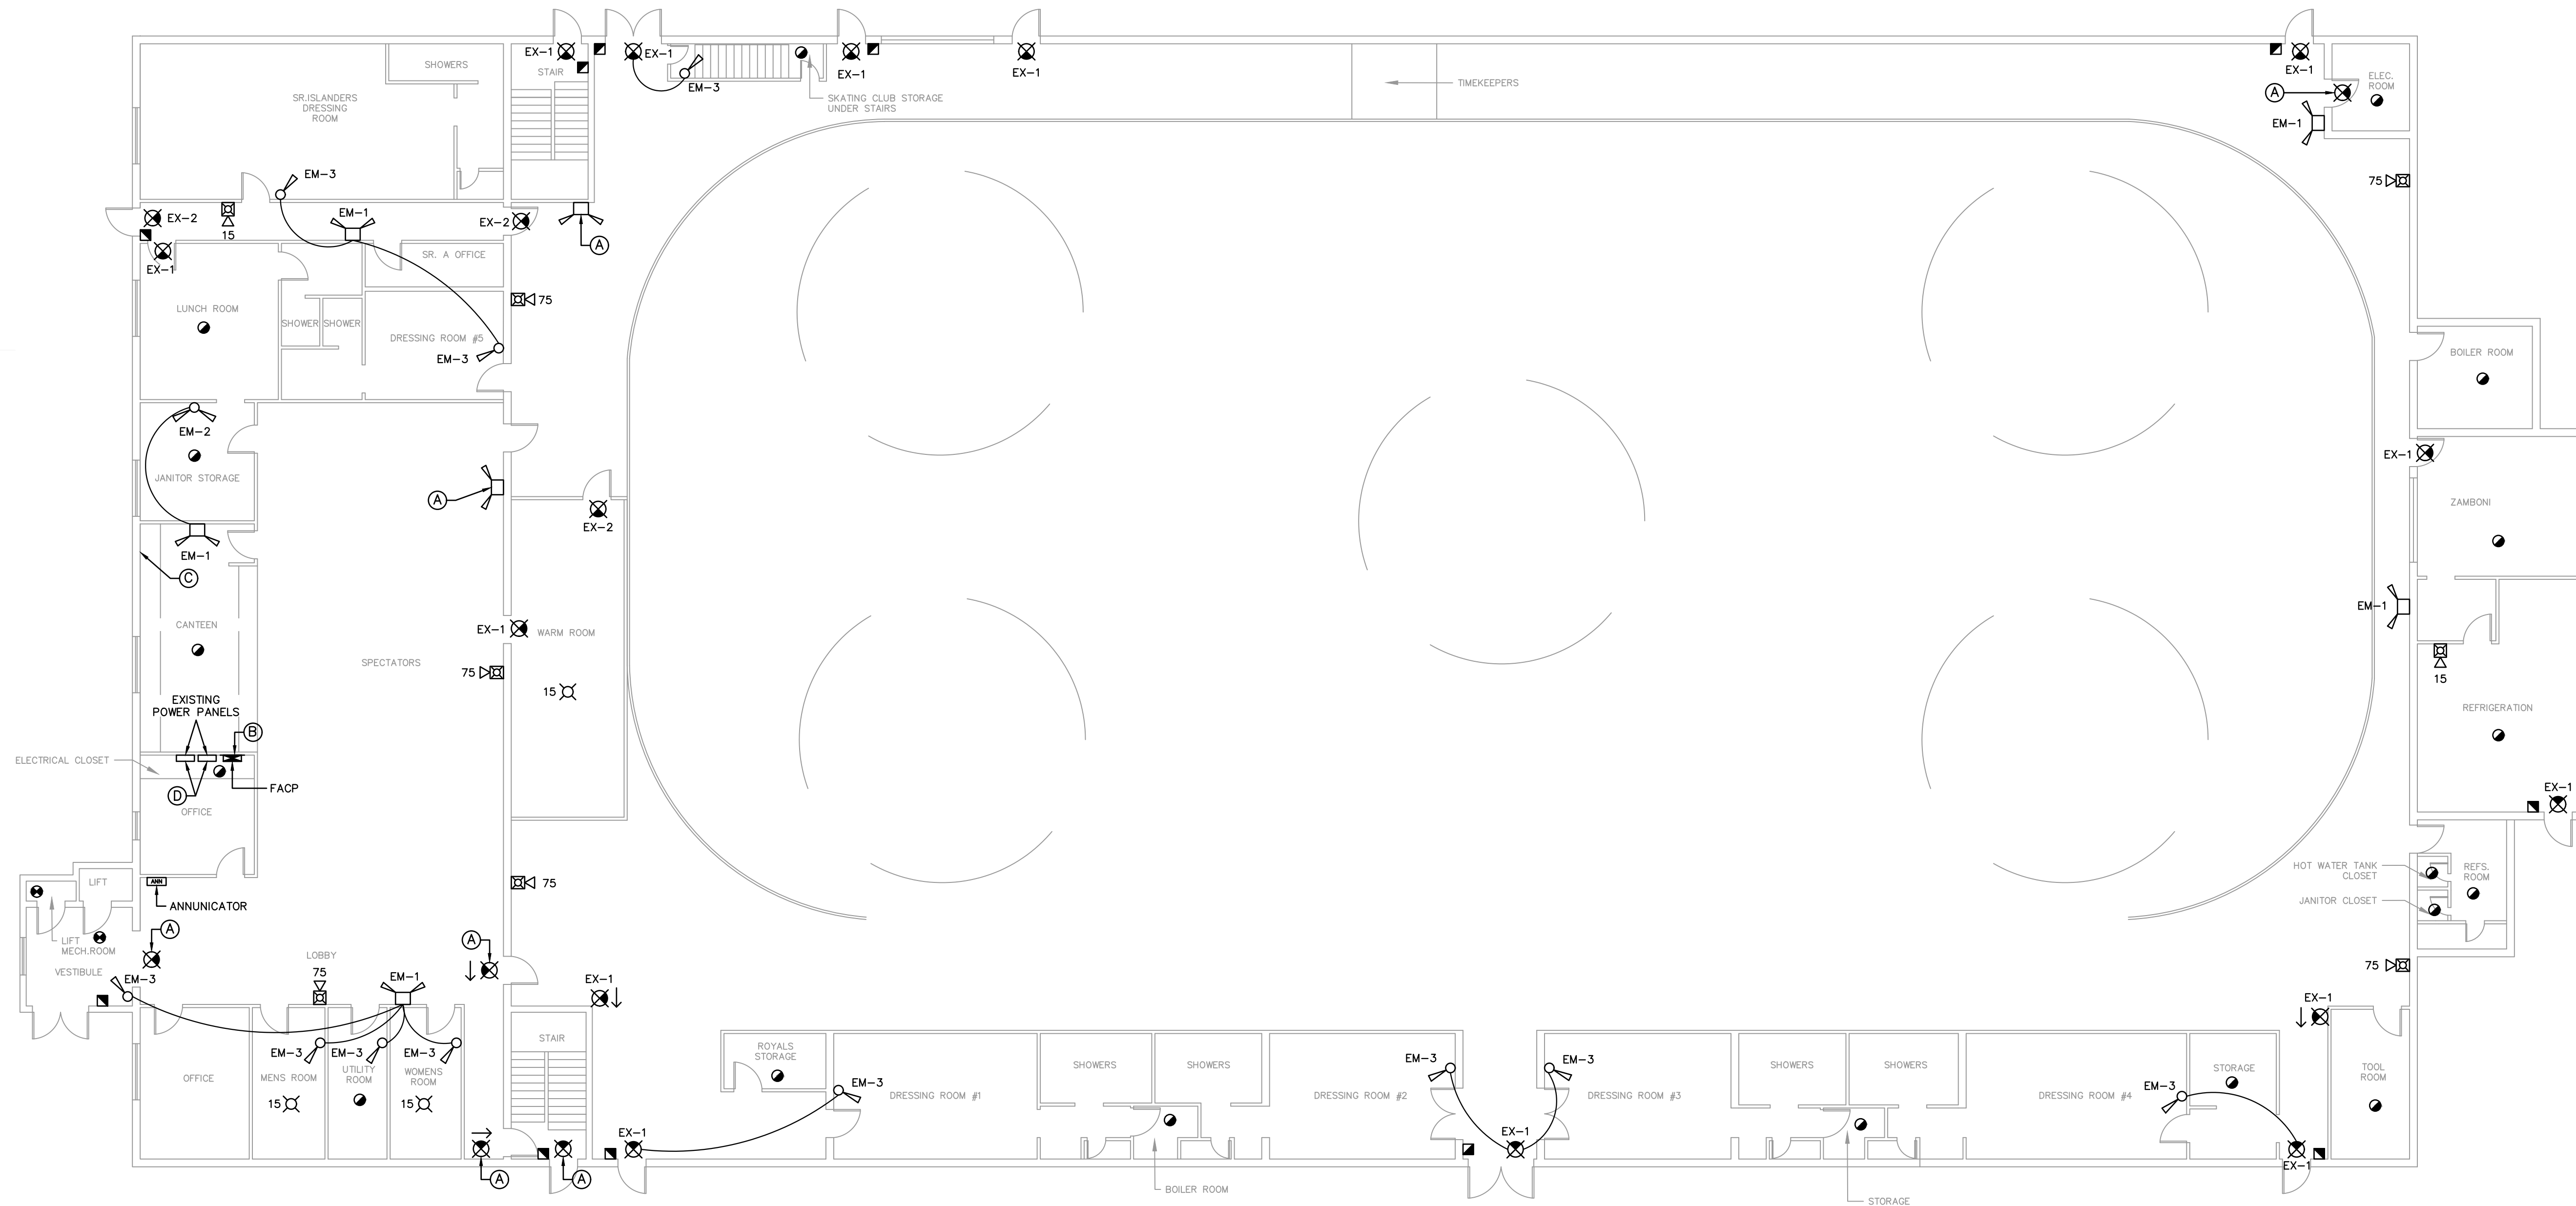 EX-1
EX-1
EX-1
EX-1
EX-1
SHOWERS
STAIR
EM-3
SKATING CLUB STORAGE
UNDER STAIRS
TIMEKEEPERS
ELEC.
ROOM
A
EM-1
SR.ISLANDERS
DRESSING
ROOM
EM-3
75
EX-2
15
EM-1
EX-2
A
EX-1
SR. A OFFICE
75
LUNCH ROOM
SHOWER
SHOWER
DRESSING ROOM #5
EM-3
BOILER ROOM
EM-2
JANITOR STORAGE
A
EX-2
EX-1
ZAMBONI
EM-1
C
CANTEEN
EX-1
WARM ROOM
EM-1
SPECTATORS
75
15
15
EXISTING
POWER PANELS
B
REFRIGERATION
ELECTRICAL CLOSET
D
FACP
OFFICE
EX-1
LIFT
ANN
ANNUNICATOR
75
HOT WATER TANK
CLOSET
REFS.
ROOM
JANITOR CLOSET
A
A
LIFT
MECH.ROOM
VESTIBULE
LOBBY
75
EM-3
EM-1
EX-1
75
EX-1
STAIR
EM-3
EM-3
EM-3
OFFICE
MENS ROOM
UTILITY
ROOM
WOMENS
ROOM
15
15
ROYALS
STORAGE
EM-3
DRESSING ROOM #1
SHOWERS
SHOWERS
DRESSING ROOM #2
EM-3
EM-3
DRESSING ROOM #3
SHOWERS
SHOWERS
DRESSING ROOM #4
EM-3
STORAGE
TOOL
ROOM
EX-1
EX-1
EX-1
A
A
BOILER ROOM
STORAGE